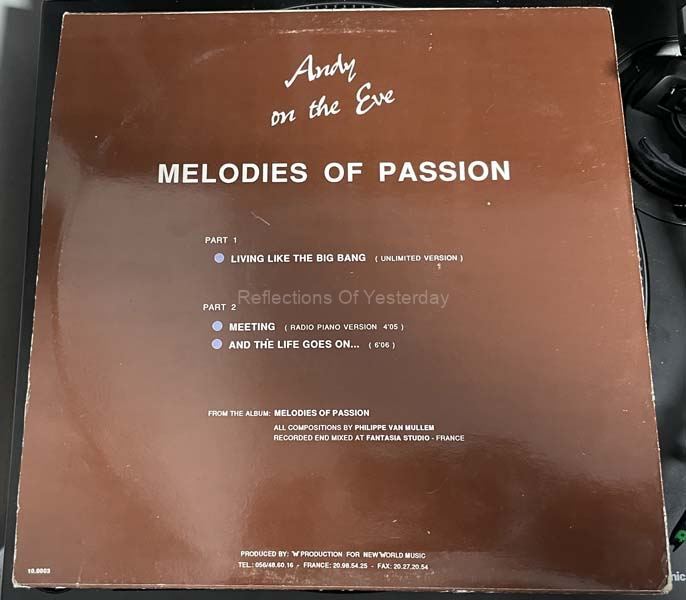 Andy
on the Eve
MELODIES OF PASSION
PART 1
LIVING LIKE THE BIG BANG ( UNLIMITED VERSION )
PART 2
Reflections Of Yesterday
MEETING ( RADIO PIANO VERSION 4'05 )
AND THE LIFE GOES ON... ( 6'06 )
FROM THE ALBUM: MELODIES OF PASSION
ALL COMPOSITIONS BY PHILIPPE VAN MULLEM
RECORDED END MIXED AT FANTASIA STUDIO - FRANCE
PRODUCED BY: W PRODUCTION FOR NEW WORLD MUSIC
TEL.: 056/48.60.16 - FRANCE: 20.98.54.25 - FAX: 20.27.20.54
10.0003